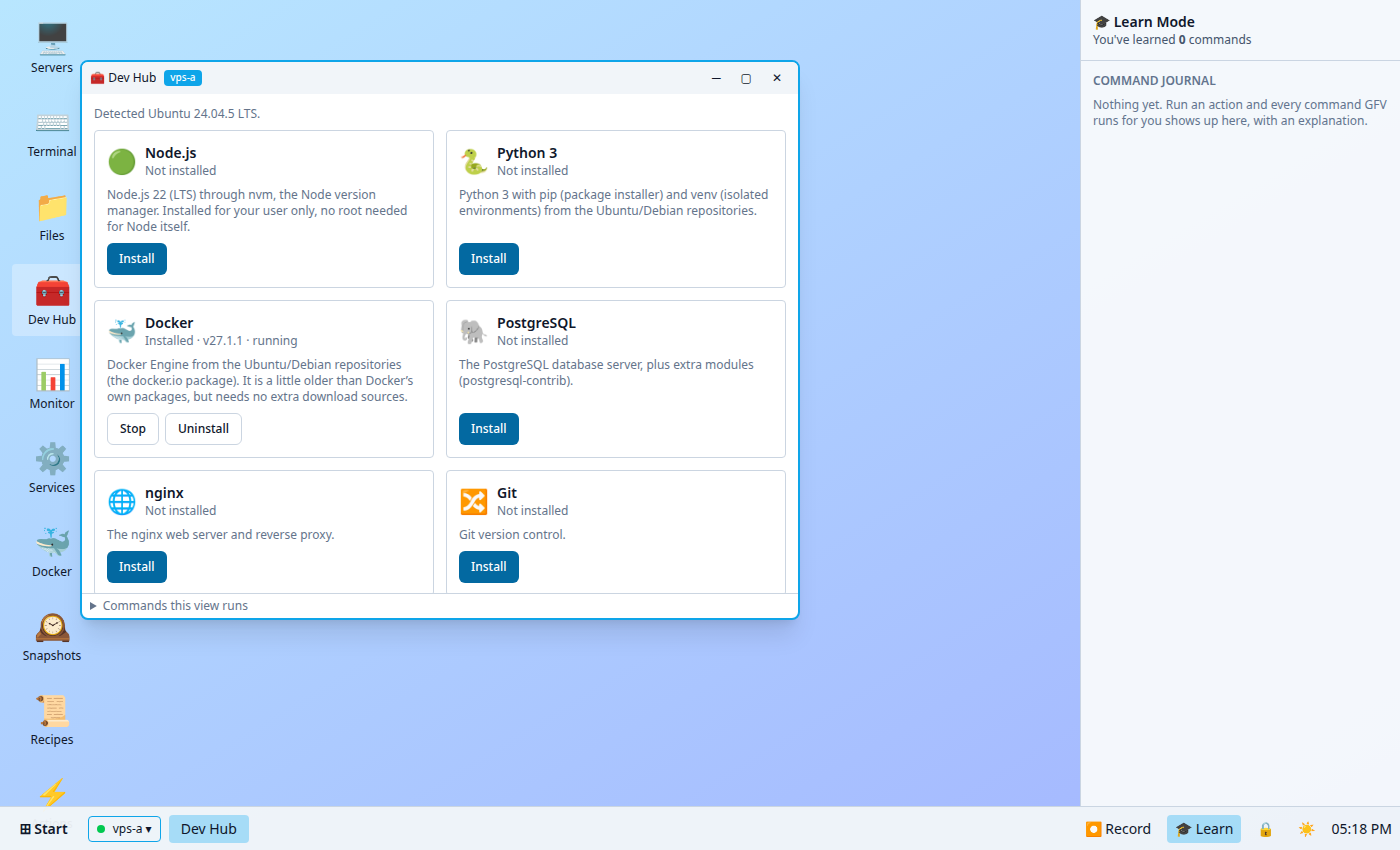 Servers
Terminal
Files
Dev Hub
Monitor
Services
Docker
Snapshots
Recipes
Dev Hub vps-a
Detected Ubuntu 24.04.5 LTS.
Node.js
Not installed
Node.js 22 (LTS) through nvm, the Node version
manager. Installed for your user only, no root needed
for Node itself.
Install
Python 3
Not installed
Python 3 with pip (package installer) and venv (isolated
environments) from the Ubuntu/Debian repositories.
Install
Docker
Installed · v27.1.1 · running
Docker Engine from the Ubuntu/Debian repositories
(the docker.io package). It is a little older than Docker’s
own packages, but needs no extra download sources.
Stop Uninstall
PostgreSQL
Not installed
The PostgreSQL database server, plus extra modules
(postgresql-contrib).
Install
nginx
Not installed
The nginx web server and reverse proxy.
Install
Git
Not installed
Git version control.
Install
Commands this view runs
Learn Mode
You've learned 0 commands
COMMAND JOURNAL
Nothing yet. Run an action and every command GFV
runs for you shows up here, with an explanation.
Start vps-a Dev Hub Record Learn 05:18 PM